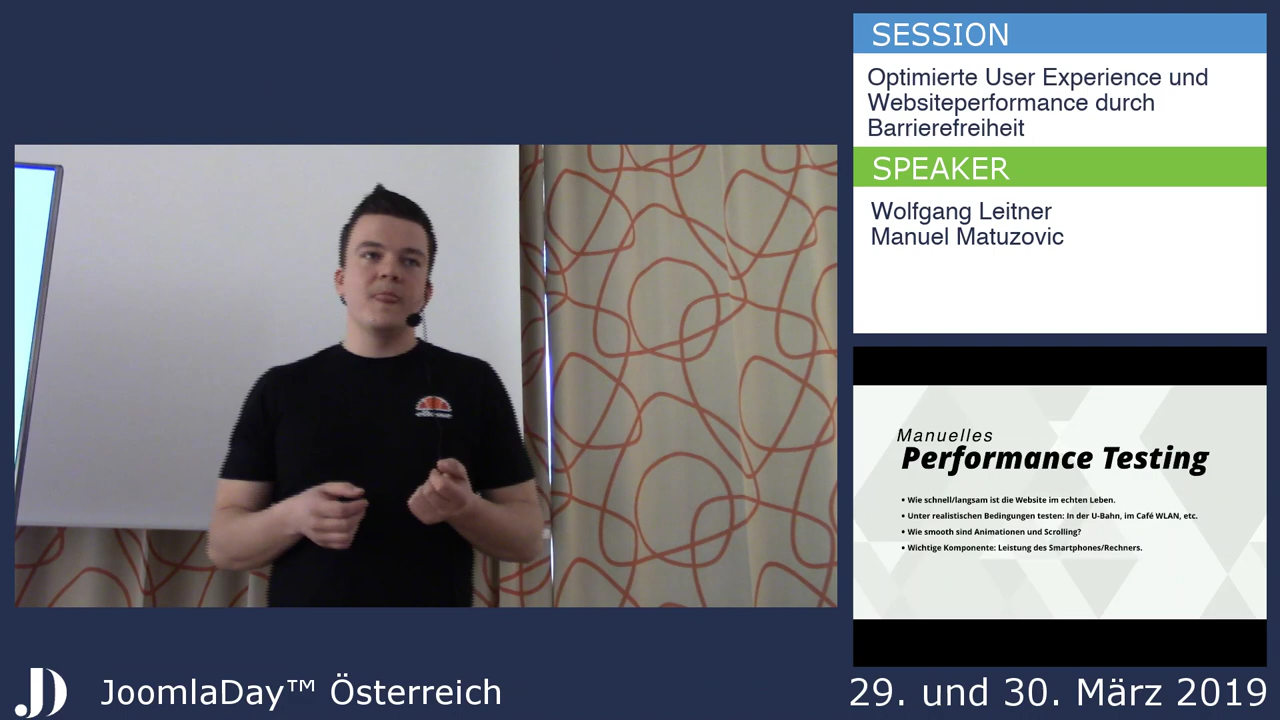 SESSION
Optimierte User Experience und
Websiteperformance durch
Barrierefreiheit
SPEAKER
Wolfgang Leitner
Manuel Matuzovic
Manuelles
Performance Testing
• Wie schnell/langsam ist die Website im echten Leben.
• Unter realistischen Bedingungen testen: In der U-Bahn, im Café WLAN, etc.
• Wie smooth sind Animationen und Scrolling?
• Wichtige Komponente: Leistung des Smartphones/Rechners.
JoomlaDay™ Österreich
29. und 30. März 2019